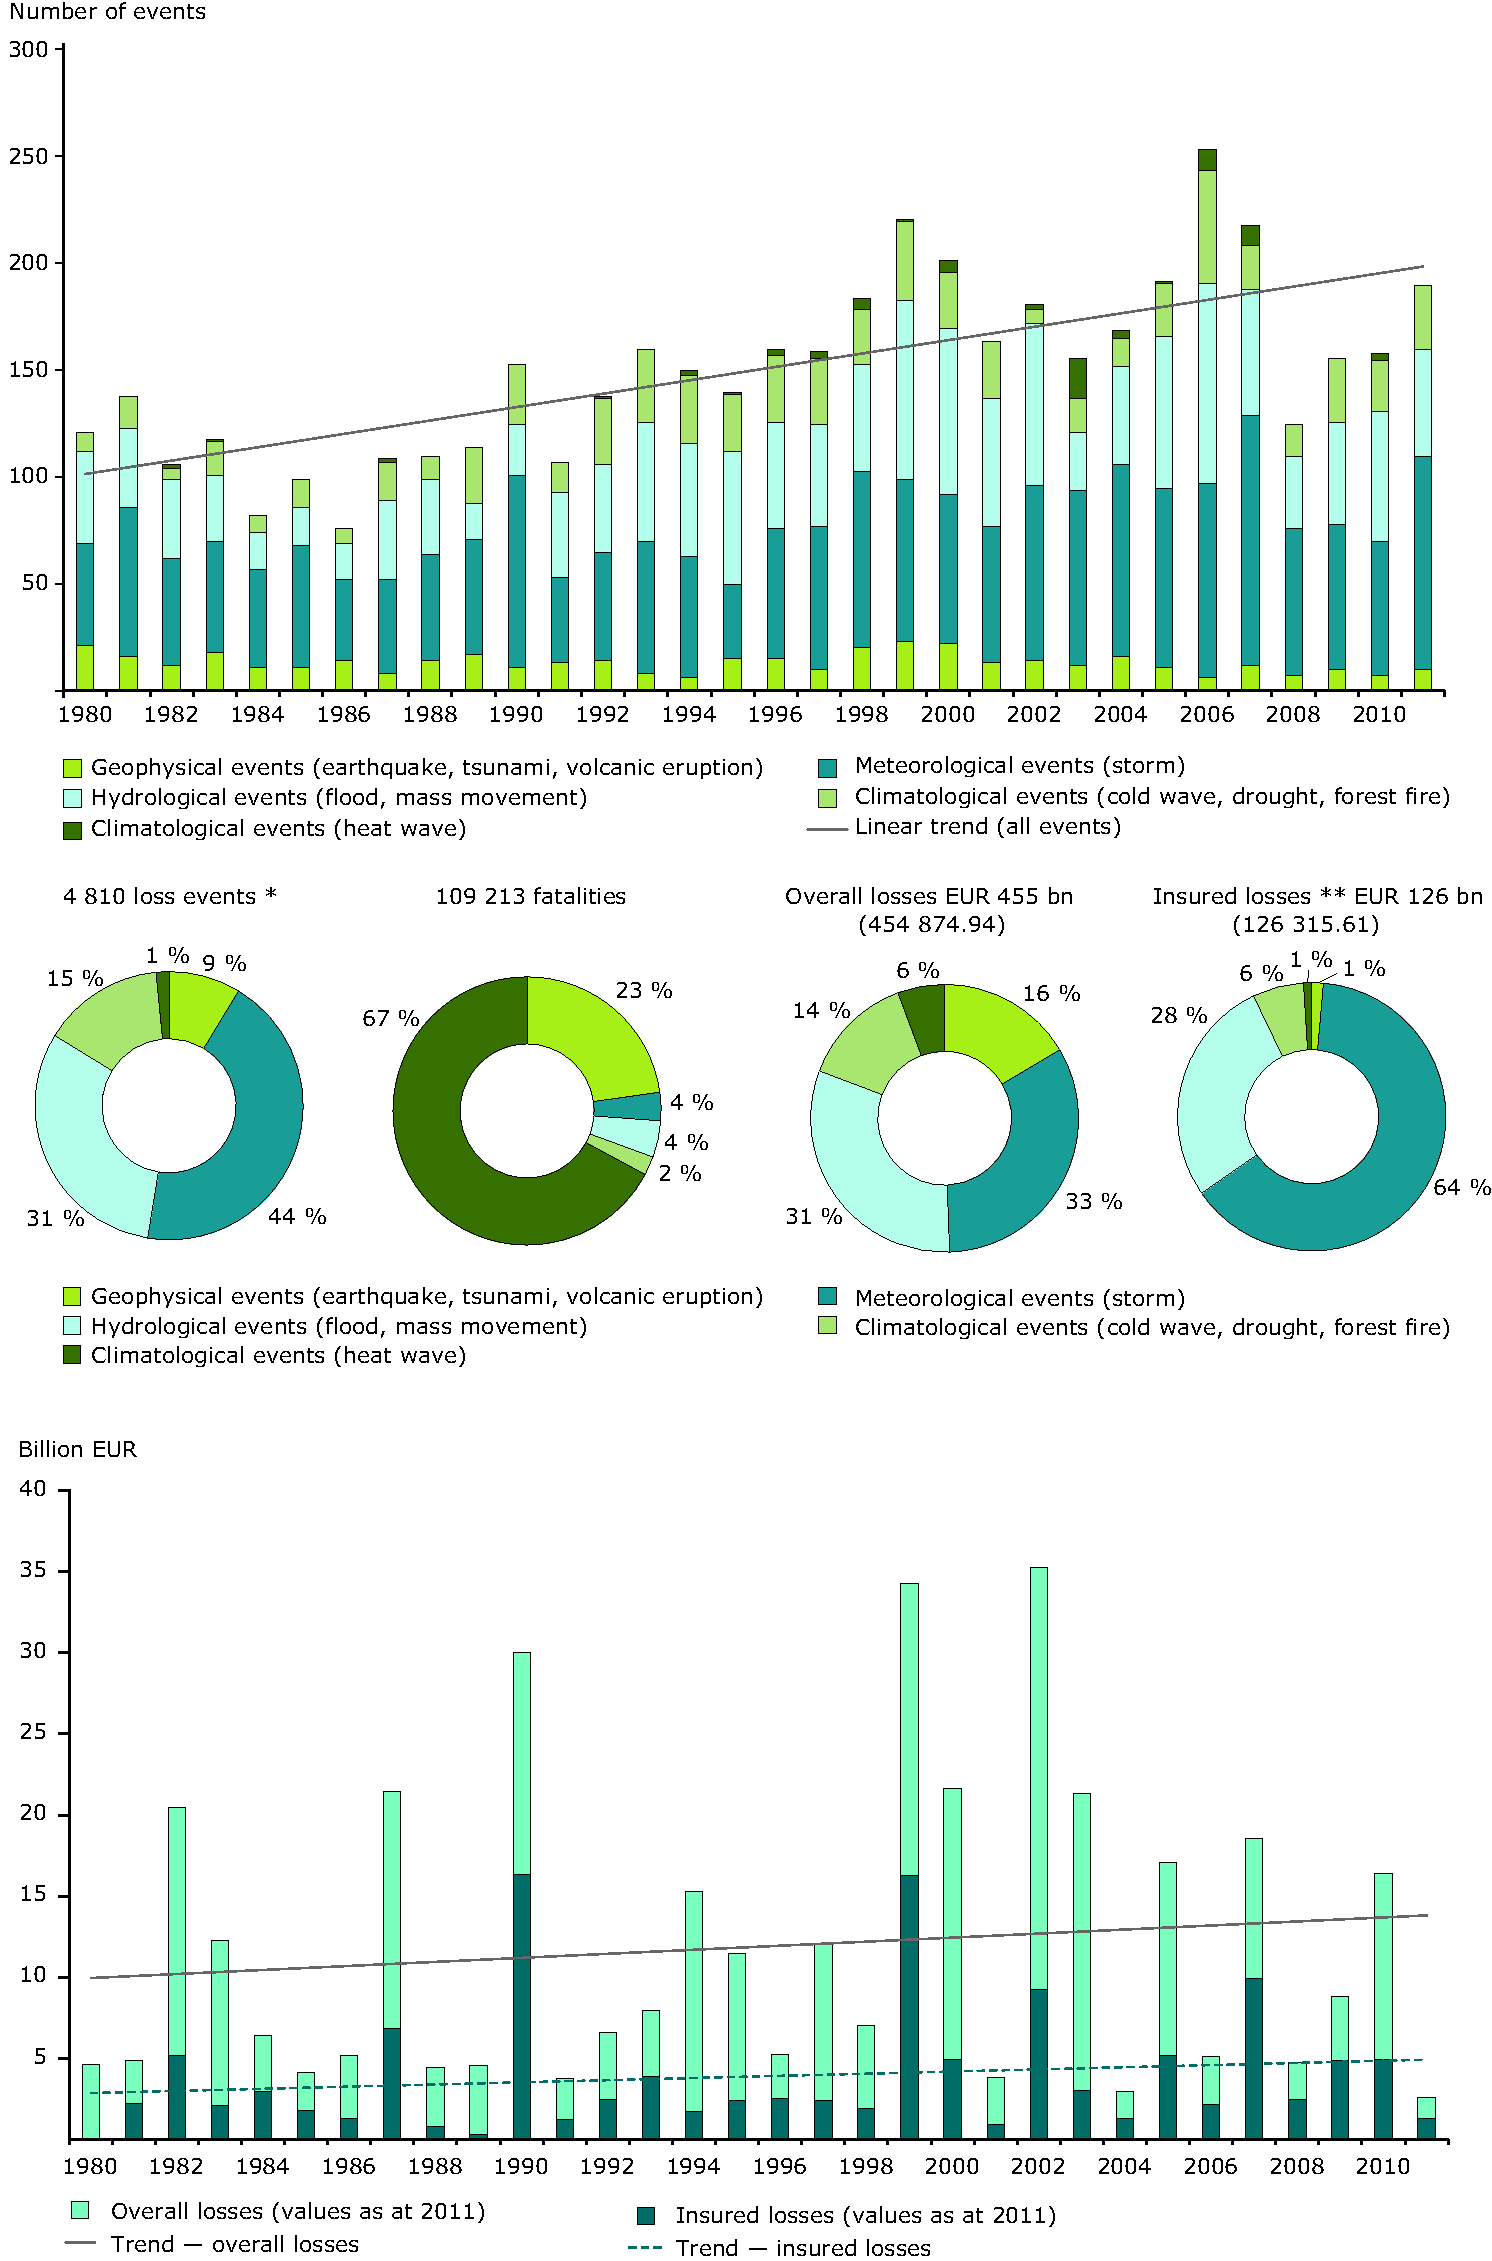 Number of events
300
250
200
150
100
50
1980 1982 1984 1986 1988 1990 1992 1994 1996 1998 2000 2002 2004 2006 2008 2010
Geophysical events (earthquake, tsunami, volcanic eruption)
Meteorological events (storm)
Hydrological events (flood, mass movement)
Climatological events (cold wave, drought, forest fire)
Climatological events (heat wave)
Linear trend (all events)
4 810 loss events *
1 %
9 %
15 %
31 %
44 %
109 213 fatalities
67 %
23 %
4 %
4 %
2 %
Overall losses EUR 455 bn
(454 874.94)
6 %
16 %
14 %
31 %
33 %
Insured losses ** EUR 126 bn
(126 315.61)
1 %
1 %
6 %
28 %
64 %
Geophysical events (earthquake, tsunami, volcanic eruption)
Meteorological events (storm)
Hydrological events (flood, mass movement)
Climatological events (cold wave, drought, forest fire)
Climatological events (heat wave)
Billion EUR
40
35
30
25
20
15
10
5
1980 1982 1984 1986 1988 1990 1992 1994 1996 1998 2000 2002 2004 2006 2008 2010
Overall losses (values as at 2011)
Insured losses (values as at 2011)
Trend — overall losses
Trend — insured losses